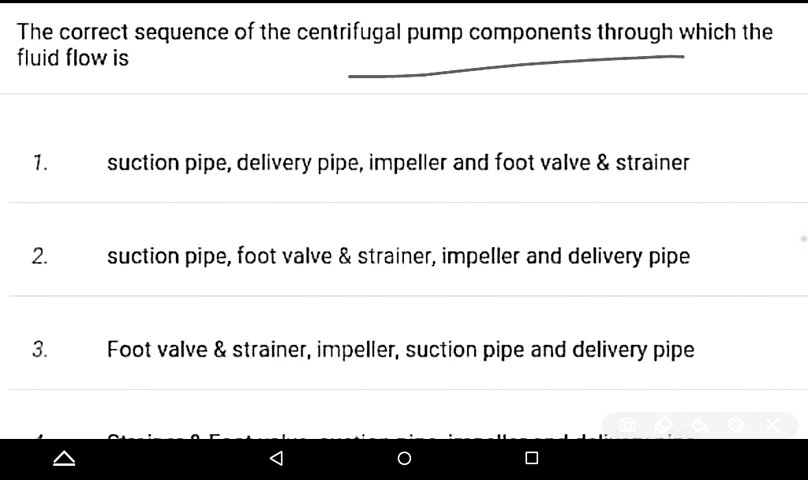 The correct sequence of the centrifugal pump components through which the
fluid flow is
1. suction pipe, delivery pipe, impeller and foot valve & strainer
2. suction pipe, foot valve & strainer, impeller and delivery pipe
3. Foot valve & strainer, impeller, suction pipe and delivery pipe